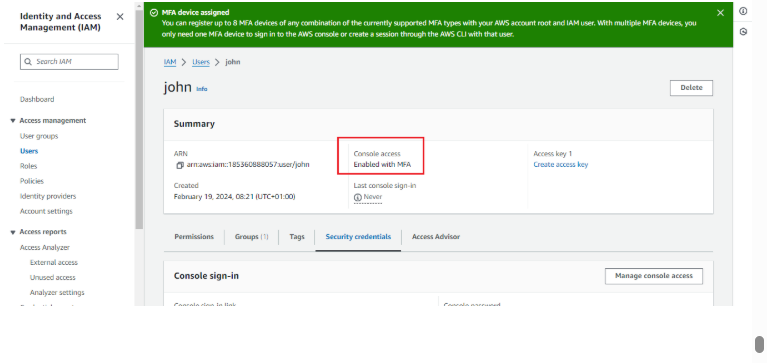 Identity and Access
Management (IAM)
Search IAM
Dashboard
Access management
User groups
Users
Roles
Policies
Identity providers
Account settings
Access reports
Access Analyzer
External access
Unused access
Analyzer settings
MFA device assigned
You can register up to 8 MFA deices of any combination of the currently supported MFA types with your AWS account root and IAM user. With multiple MFA devices, you
only need one MFA device to sign in to the AWS console or create a session through the AWS CLI with that user.
IAM > Users > john
john Info
Delete
Summary
ARN
arn:aws:iam::185360888057:user/john
Console access
Enabled with MFA
Access key 1
Create access key
Created
February 19, 2024, 08:21 (UTC+01:00)
Last console sign-in
Never
Permissions
Groups (1)
Tags
Security credentials
Access Advisor
Console sign-in
Manage console access
Console sign-in link
Console password